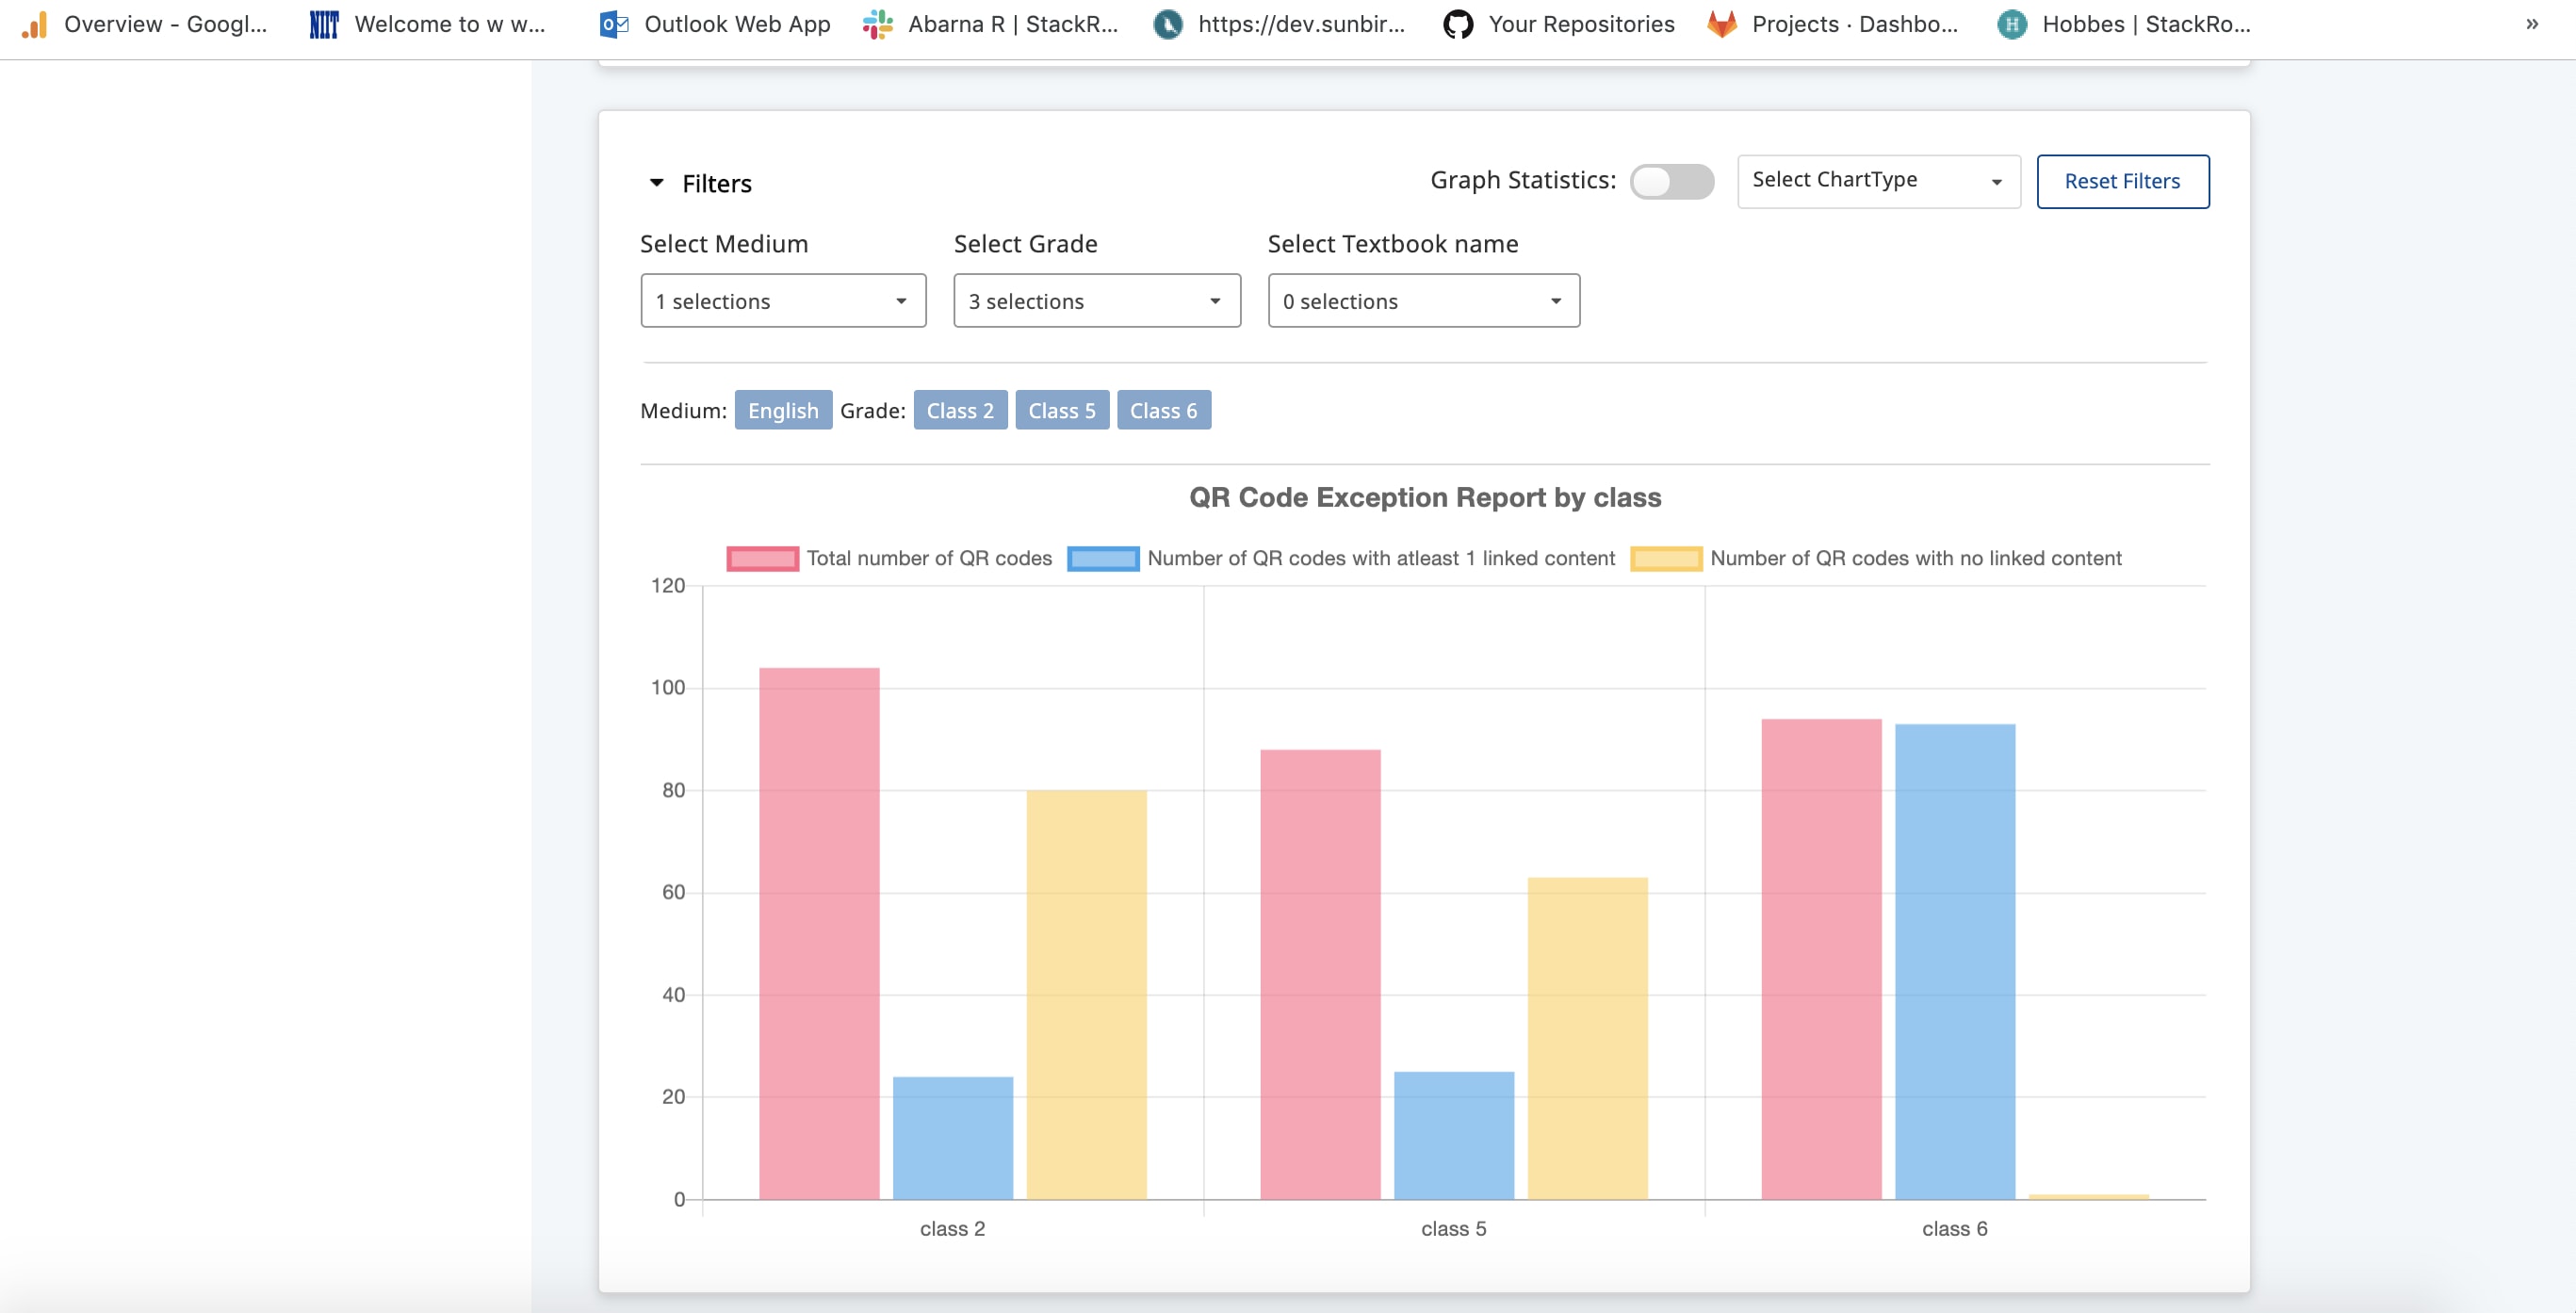 Overview - Googl... NIIT Welcome to w w... Outlook Web App Abarna R | StackR... https://dev.sunbir... Your Repositories Projects · Dashbo... H Hobbes | StackRo... »
Filters Graph Statistics: Select ChartType Reset Filters
Select Medium Select Grade Select Textbook name
1 selections 3 selections 0 selections
Medium: English Grade: Class 2 Class 5 Class 6
QR Code Exception Report by class
Total number of QR codes Number of QR codes with atleast 1 linked content Number of QR codes with no linked content
120
100
80
60
40
20
0
class 2 class 5 class 6